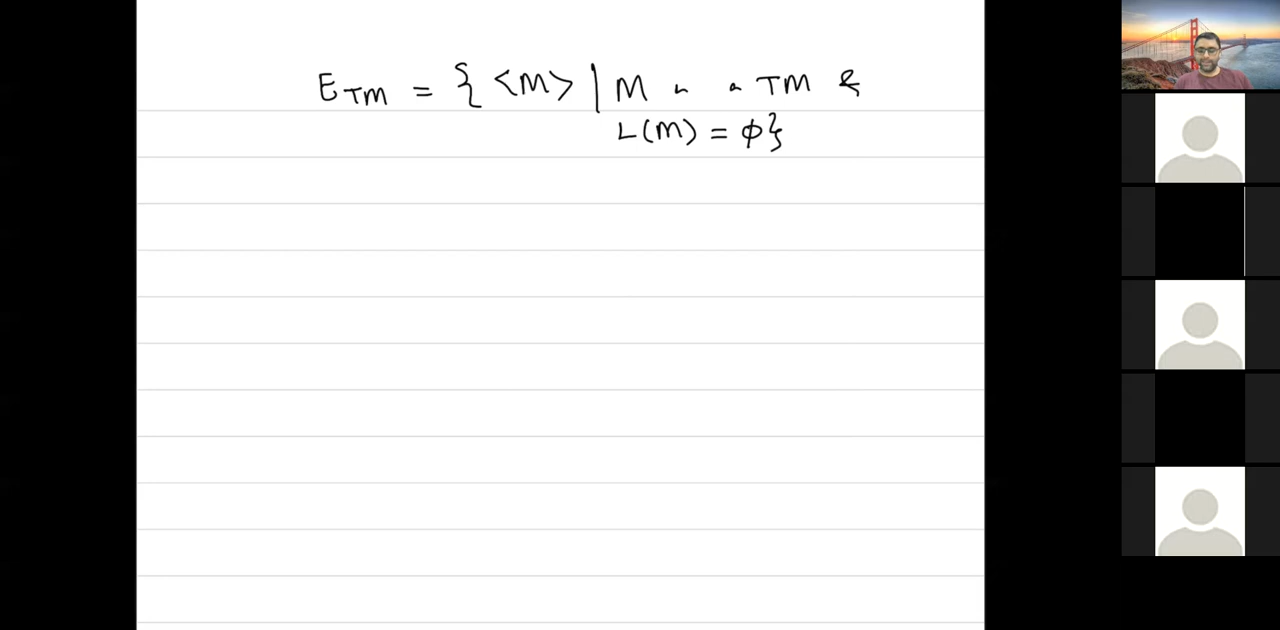 E_TM = { <M> | M is a TM &
L(M) = φ}